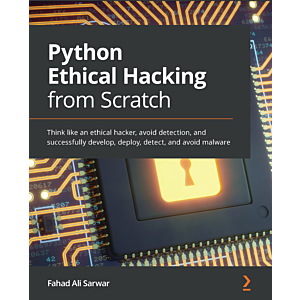 Python
Ethical Hacking
from Scratch
Think like an ethical hacker, avoid detection, and
successfully develop, deploy, detect, and avoid malware
Fahad Ali Sarwar